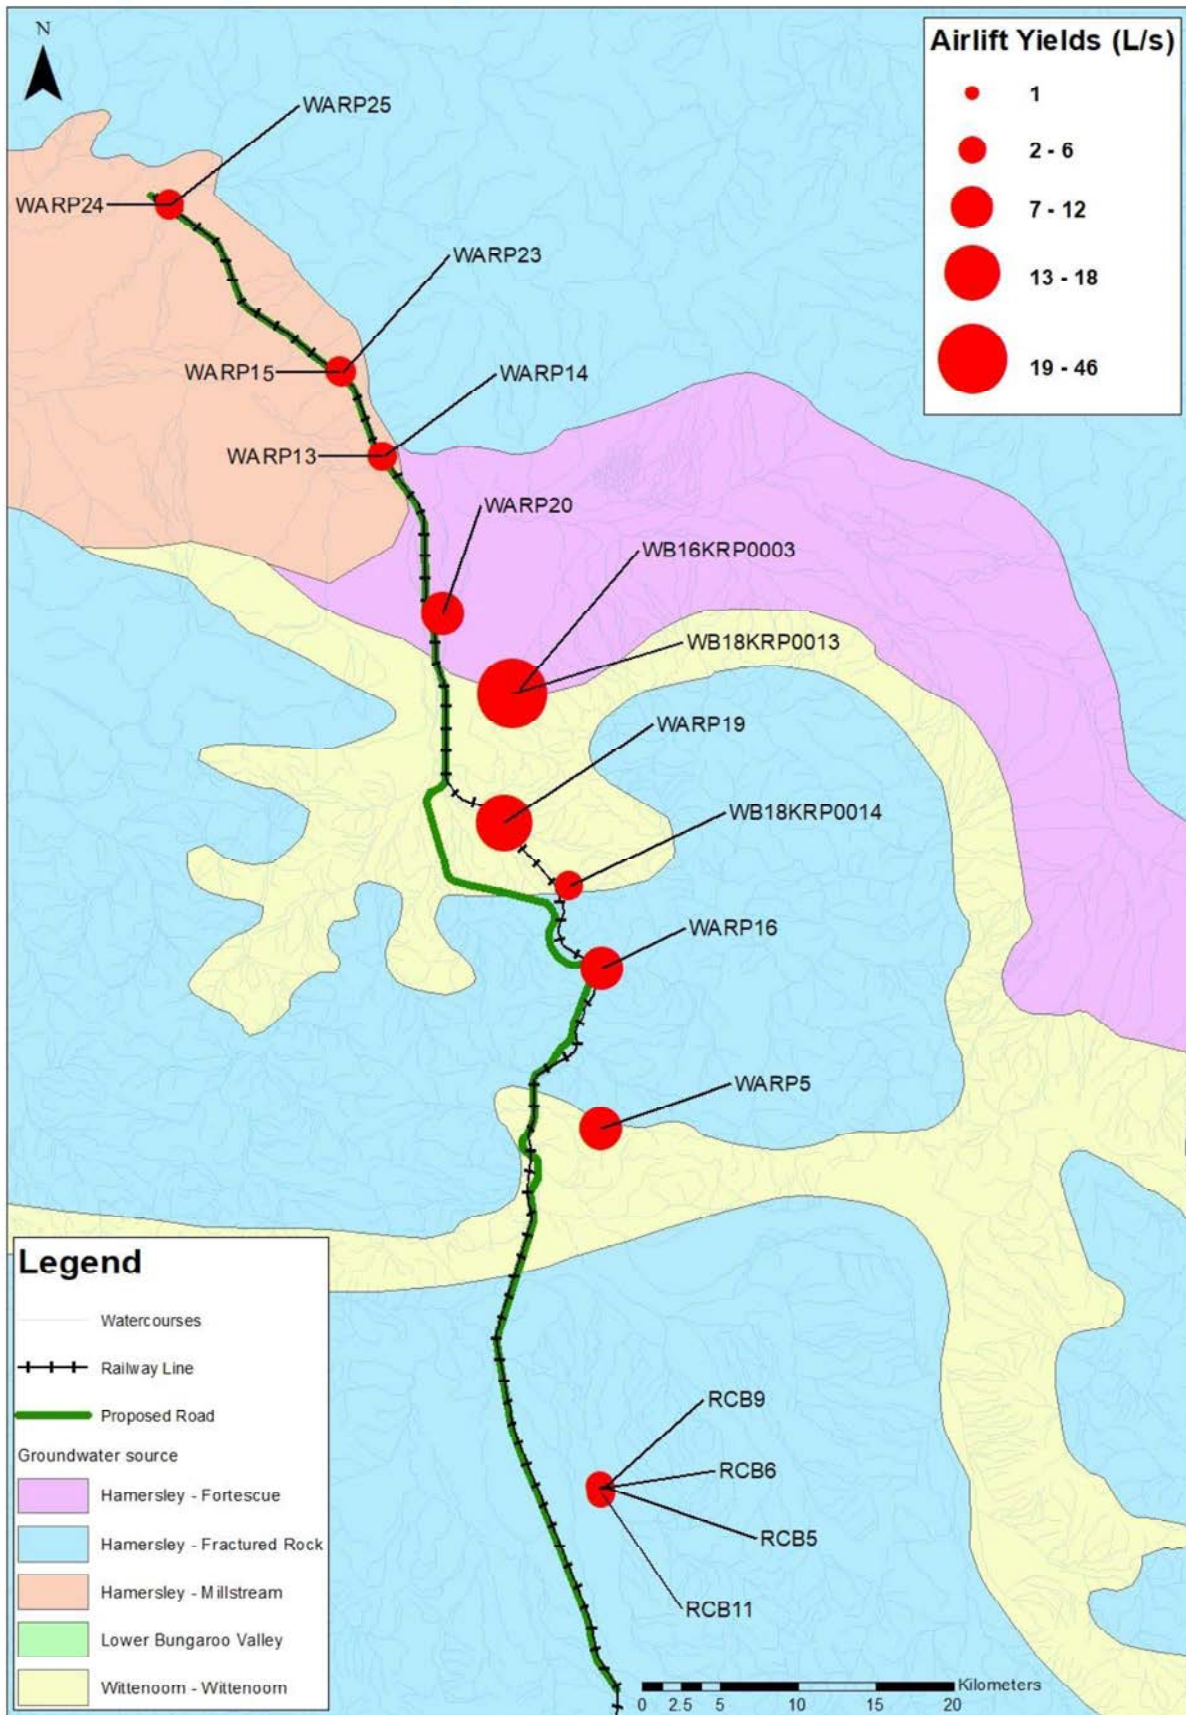 N
Airlift Yields (L/s)
1
2 - 6
7 - 12
13 - 18
19 - 46
WARP25
WARP24
WARP23
WARP15
WARP14
WARP13
WARP20
WB16KRP0003
WB18KRP0013
WARP19
WB18KRP0014
WARP16
WARP5
RCB9
RCB6
RCB5
RCB11
Legend
Watercourses
Railway Line
Proposed Road
Groundwater source
Hamersley - Fortescue
Hamersley - Fractured Rock
Hamersley - Millstream
Lower Bungaroo Valley
Wittenoom - Wittenoom
Kilometers
0 2.5 5 10 15 20